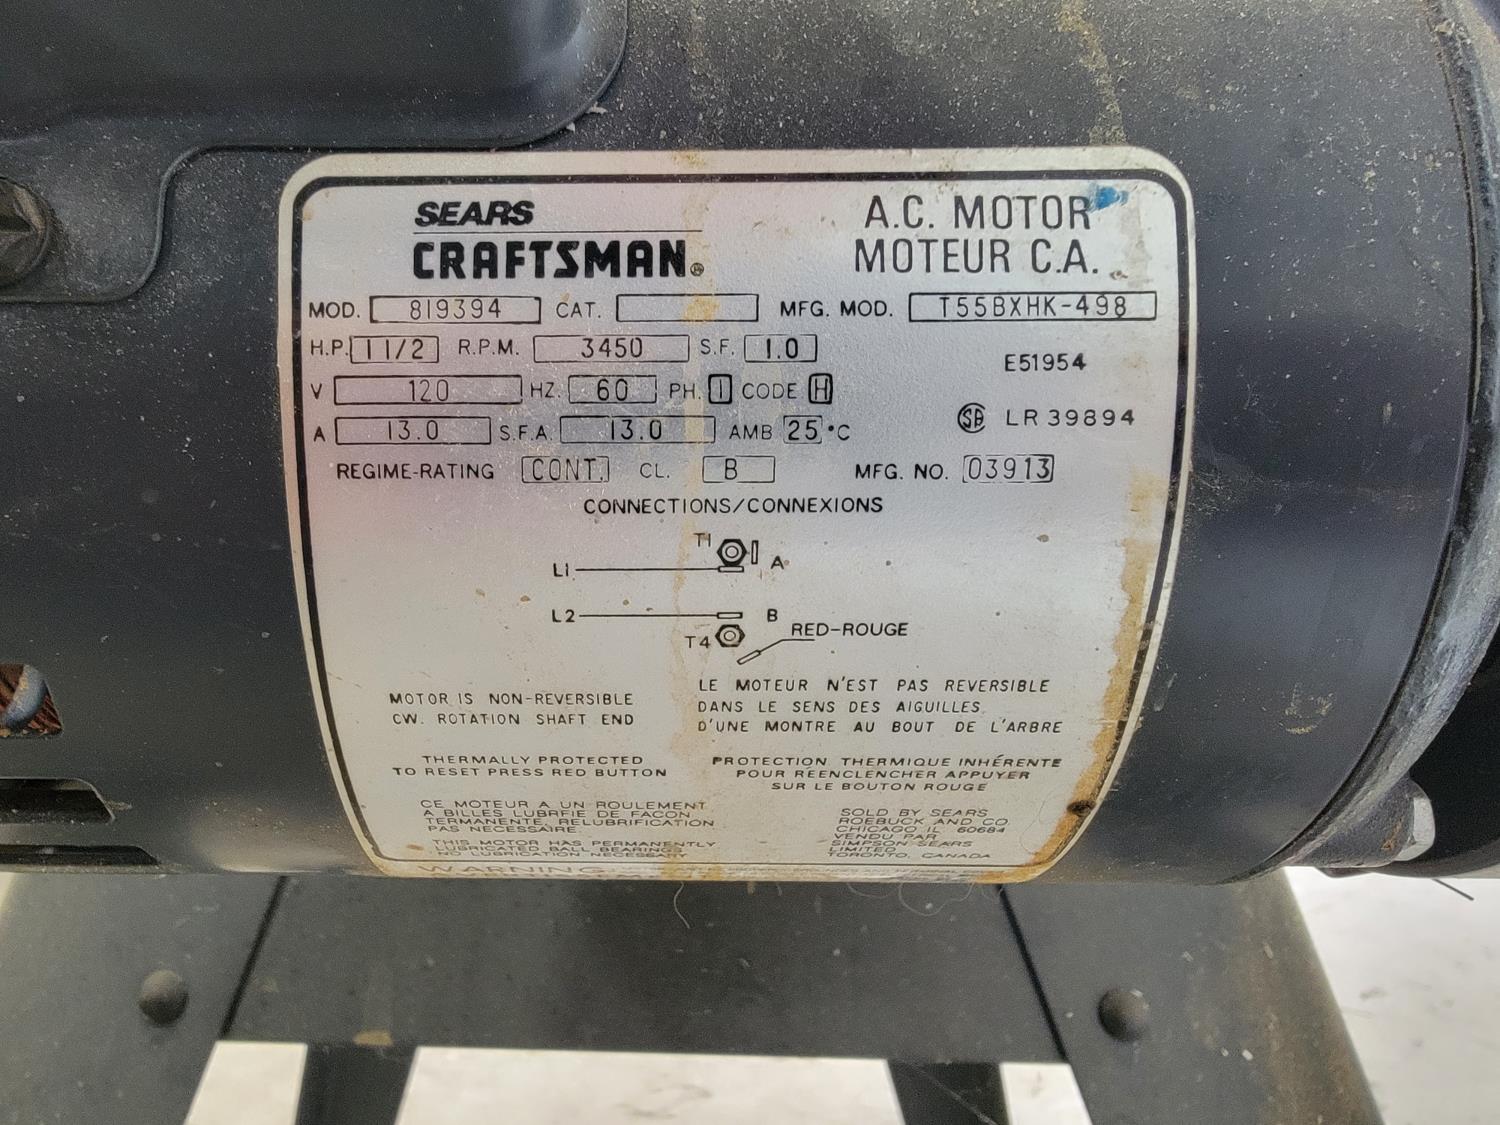 SEARS
CRAFTSMAN®
A.C. MOTOR
MOTEUR C.A.
MOD. 819394 CAT. MFG. MOD. T55BXHK-498
H.P. 1 1/2 R.P.M. 3450 S.F. 1.0
E51954
V 120 HZ. 60 PH. 1 CODE H
SA LR 39894
A 13.0 S.F.A. 13.0 AMB 25 °C
REGIME-RATING CONT. CL. B MFG. NO. 03913
CONNECTIONS/CONNEXIONS
T1
L1 A
L2 B
T4 RED-ROUGE
MOTOR IS NON-REVERSIBLE
CW. ROTATION SHAFT END
LE MOTEUR N'EST PAS REVERSIBLE
DANS LE SENS DES AIGUILLES
D'UNE MONTRE AU BOUT DE L'ARBRE
THERMALLY PROTECTED
TO RESET PRESS RED BUTTON
PROTECTION THERMIQUE INHÉRENTE
POUR REENCLENCHER APPUYER
SUR LE BOUTON ROUGE
CE MOTEUR A UN ROULEMENT
A BILLES LUBRFIE DE FACON
TERMANENTE, RELUBRIFICATION
PAS NECESSAIRE.
THIS MOTOR HAS PERMANENTLY
LUBRICATED BALL BEARINGS
NO LUBRICATION NECESSARY
SOLD BY SEARS
ROEBUCK AND CO.
CHICAGO IL 60684
VENDU PAR
SIMPSON SEARS
LIMITED
TORONTO, CANADA
WARNING